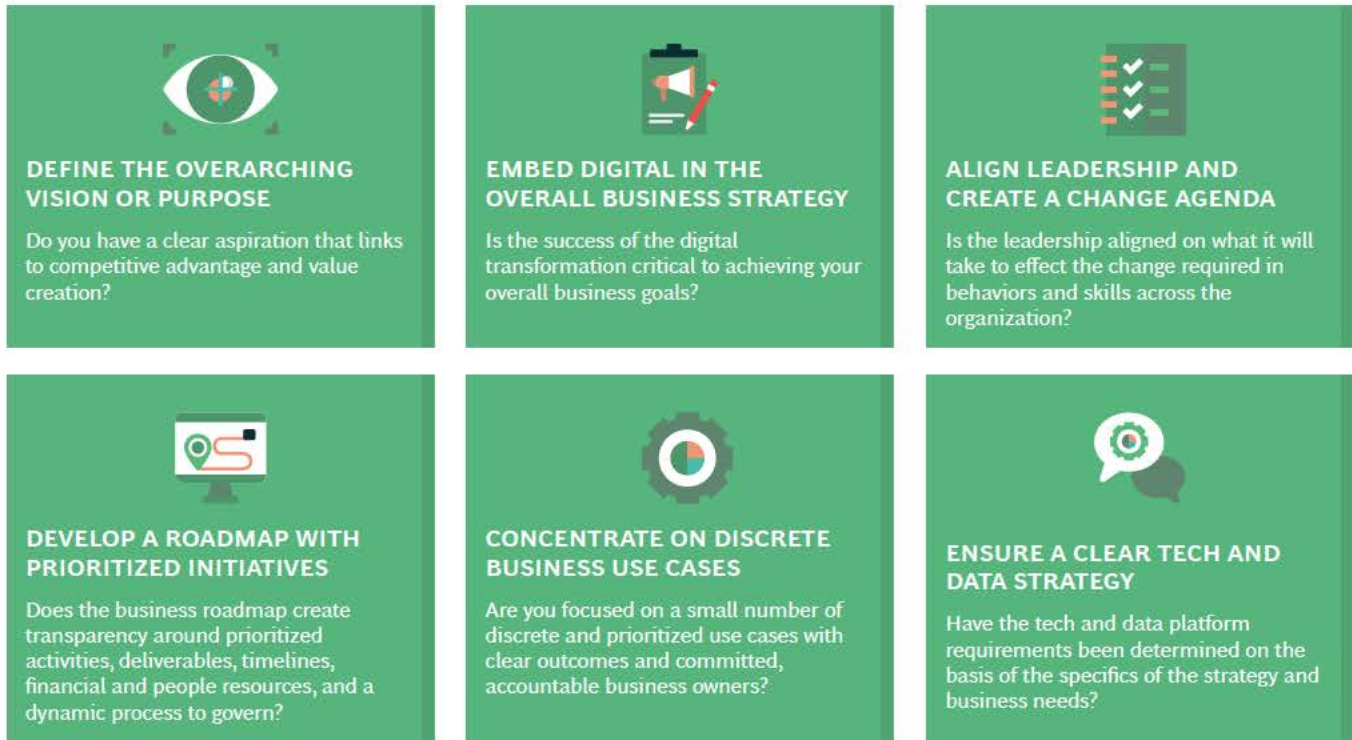 DEFINE THE OVERARCHING
VISION OR PURPOSE
Do you have a clear aspiration that links
to competitive advantage and value
creation?
EMBED DIGITAL IN THE
OVERALL BUSINESS STRATEGY
Is the success of the digital
transformation critical to achieving your
overall business goals?
ALIGN LEADERSHIP AND
CREATE A CHANGE AGENDA
Is the leadership aligned on what it will
take to effect the change required in
behaviors and skills across the
organization?
DEVELOP A ROADMAP WITH
PRIORITIZED INITIATIVES
Does the business roadmap create
transparency around prioritized
activities, deliverables, timelines,
financial and people resources, and a
dynamic process to govern?
CONCENTRATE ON DISCRETE
BUSINESS USE CASES
Are you focused on a small number of
discrete and prioritized use cases with
clear outcomes and committed,
accountable business owners?
ENSURE A CLEAR TECH AND
DATA STRATEGY
Have the tech and data platform
requirements been determined on the
basis of the specifics of the strategy and
business needs?